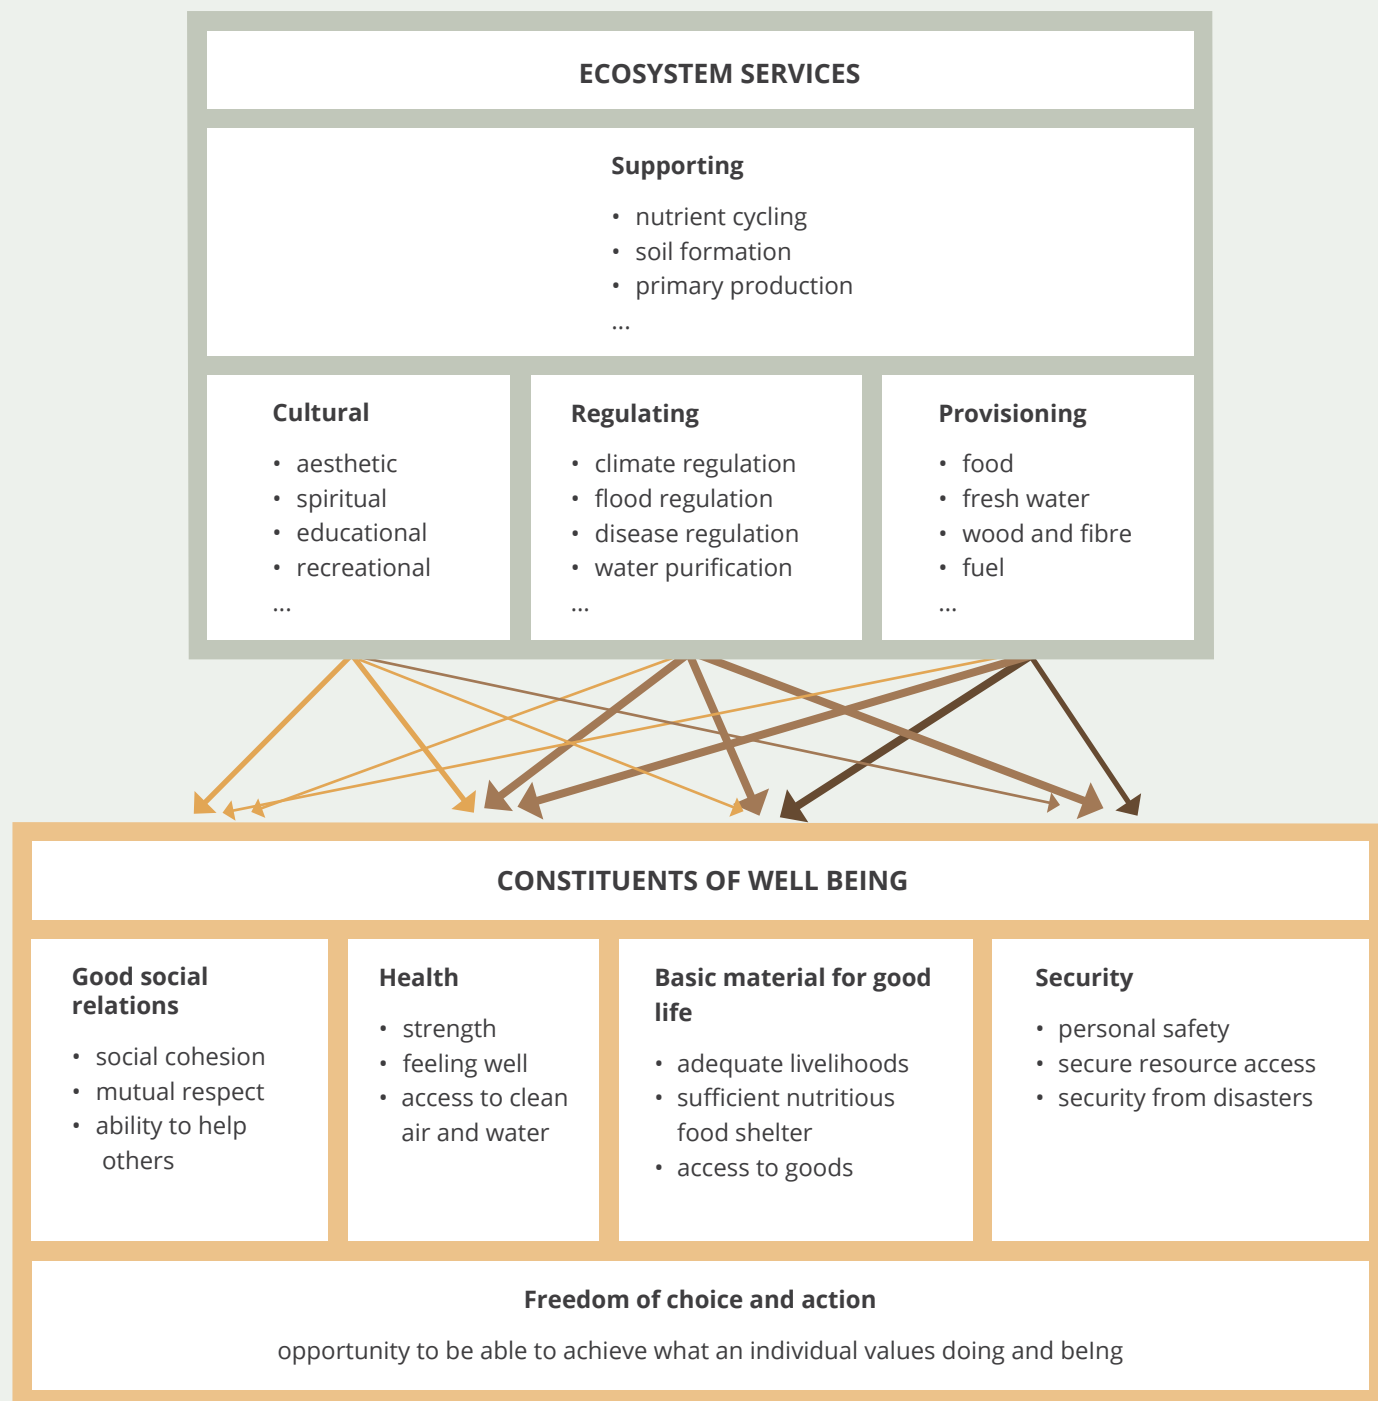 ECOSYSTEM SERVICES
Supporting
• nutrient cycling
• soil formation
• primary production
...
Cultural
• aesthetic
• spiritual
• educational
• recreational
...
Regulating
• climate regulation
• flood regulation
• disease regulation
• water purification
...
Provisioning
• food
• fresh water
• wood and fibre
• fuel
...
CONSTITUENTS OF WELL BEING
Good social
relations
• social cohesion
• mutual respect
• ability to help
others
Health
• strength
• feeling well
• access to clean
air and water
Basic material for good
life
• adequate livelihoods
• sufficient nutritious
food shelter
• access to goods
Security
• personal safety
• secure resource access
• security from disasters
Freedom of choice and action
opportunity to be able to achieve what an individual values doing and beIng